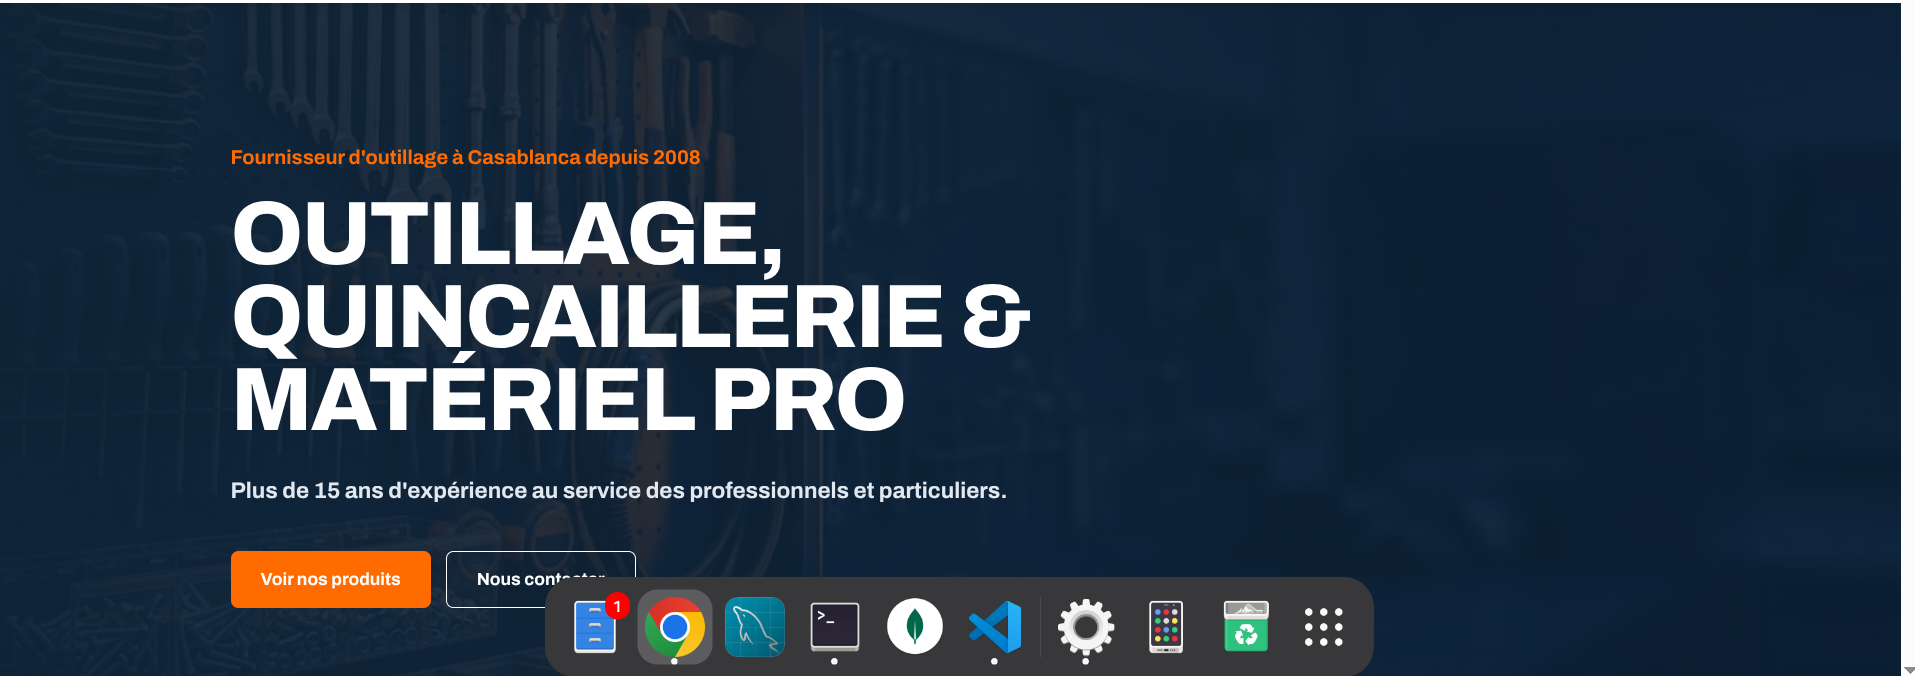 Fournisseur d'outillage à Casablanca depuis 2008
OUTILLAGE,
QUINCAILLERIE &
MATÉRIEL PRO
Plus de 15 ans d'expérience au service des professionnels et particuliers.
Voir nos produits
Nous contacter
1
>_